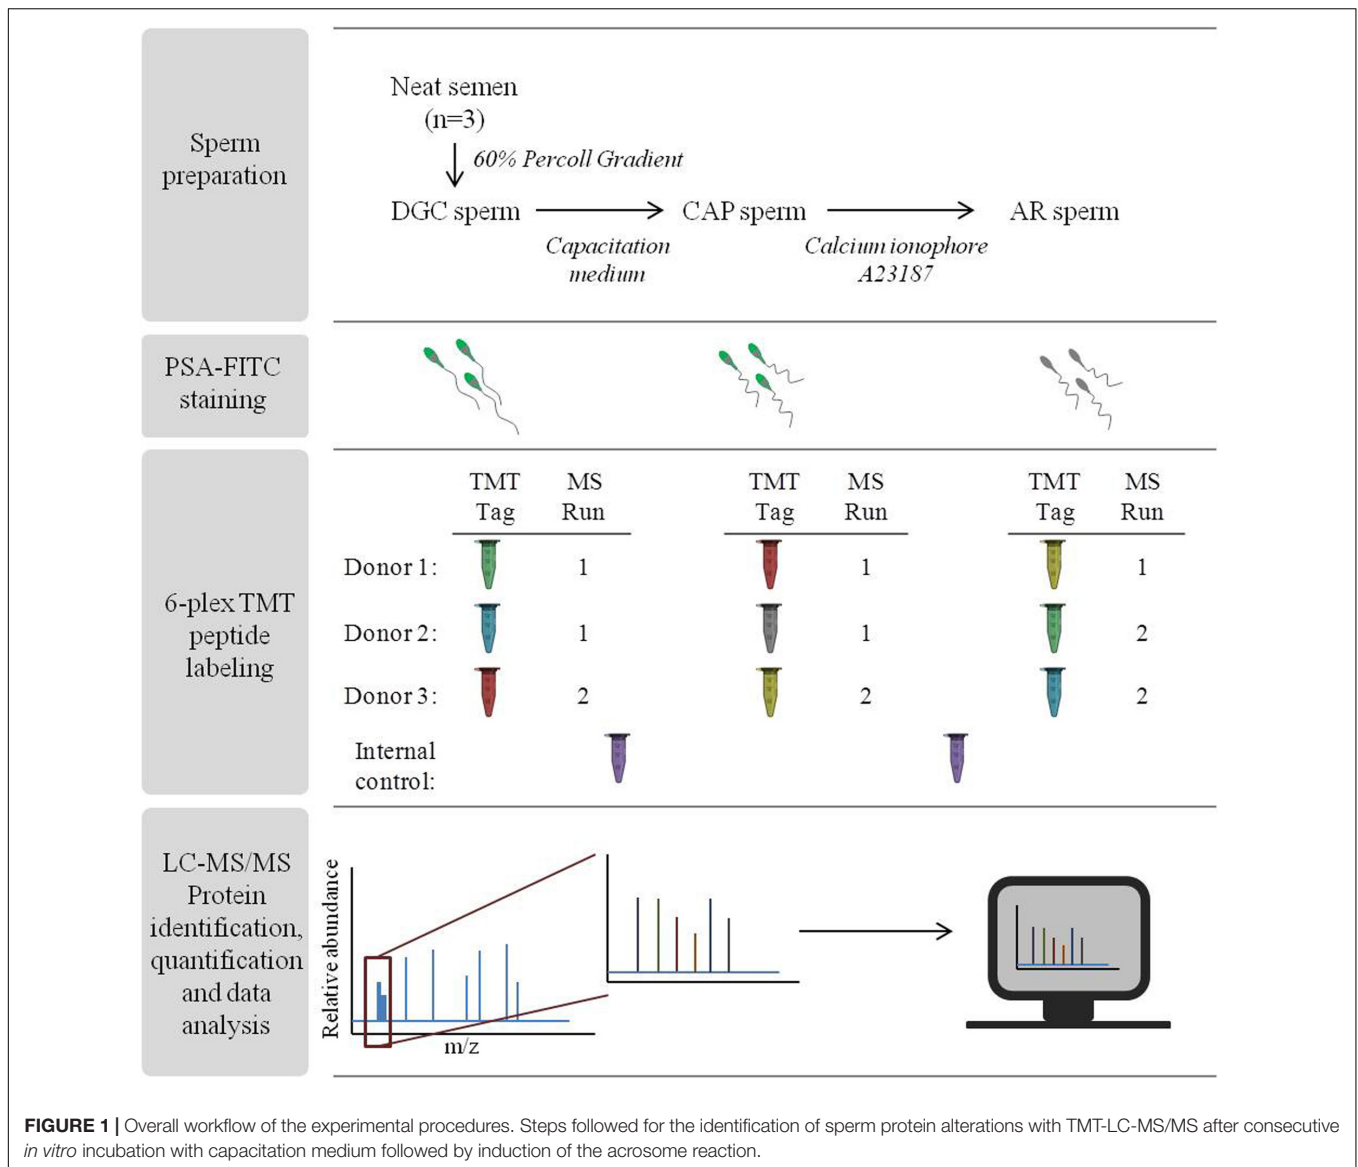 Sperm
preparation
Neat semen
(n=3)
60% Percoll Gradient
DGC sperm
CAP sperm
AR sperm
Capacitation
medium
Calcium ionophore
A23187
PSA-FITC
staining
6-plex TMT
peptide
labeling
TMT MS TMT MS TMT MS
Tag Run Tag Run Tag Run
Donor 1: 1 1 1
Donor 2: 1 1 2
Donor 3: 2 2 2
Internal
control:
LC-MS/MS
Protein
identification,
quantification
and data
analysis
Relative abundance
m/z
FIGURE 1 | Overall workflow of the experimental procedures. Steps followed for the identification of sperm protein alterations with TMT-LC-MS/MS after consecutive
in vitro incubation with capacitation medium followed by induction of the acrosome reaction.